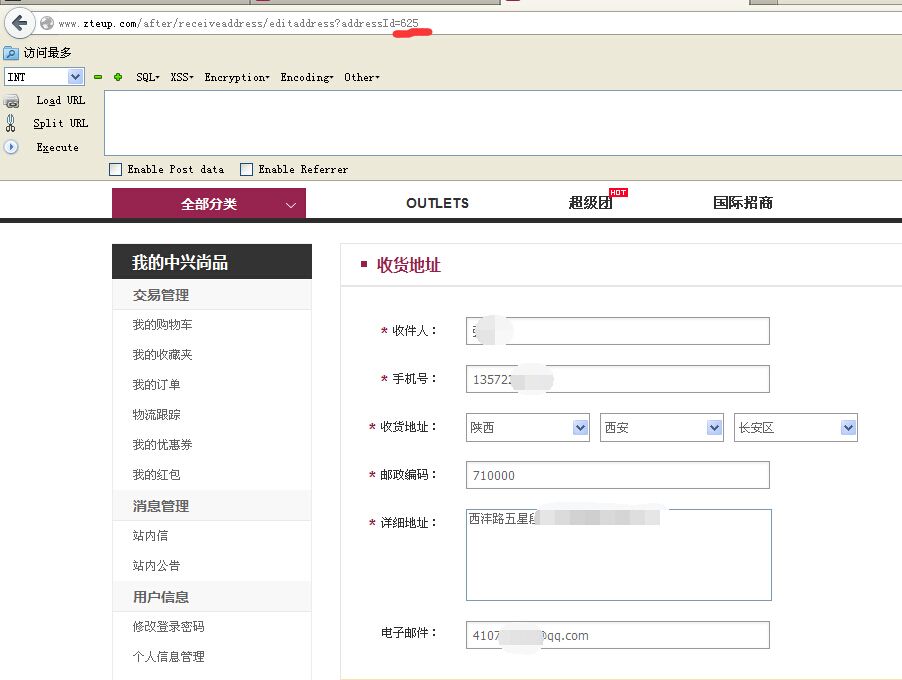 www.zteup.com/after/receiveaddress/editaddress?addressId=625
访问最多
INT SQL▾ XSS▾ Encryption▾ Encoding▾ Other▾
Load URL
Split URL
Execute
Enable Post data Enable Referrer
全部分类 OUTLETS 超级团 HOT 国际招商
我的中兴尚品
交易管理
我的购物车
我的收藏夹
我的订单
物流跟踪
我的优惠券
我的红包
消息管理
站内信
站内公告
用户信息
修改登录密码
个人信息管理
收货地址
* 收件人:
* 手机号: 13572
* 收货地址: 陕西 西安 长安区
* 邮政编码: 710000
* 详细地址: 西沣路五星段
电子邮件: 4107 @qq.com